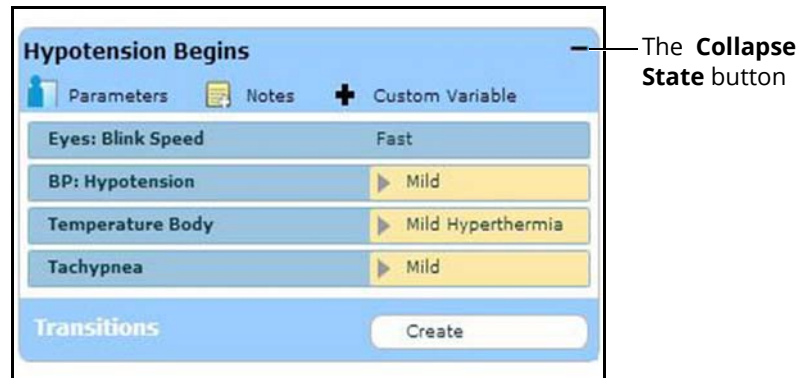 Hypotension Begins
The Collapse
State button
Parameters Notes Custom Variable
Eyes: Blink Speed Fast
BP: Hypotension Mild
Temperature Body Mild Hyperthermia
Tachypnea Mild
Transitions Create